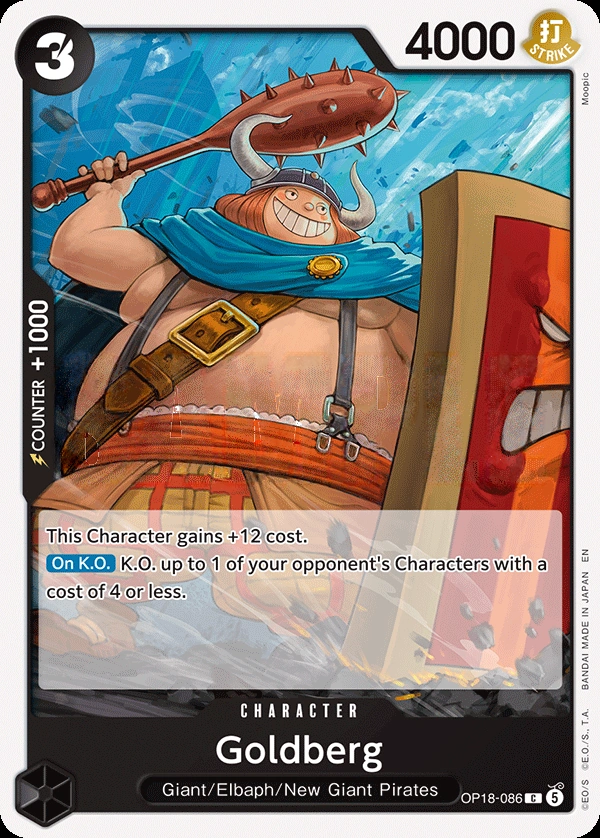 3
4000
打
STRIKE
Moopic
COUNTER +1000
This Character gains +12 cost.
On K.O. K.O. up to 1 of your opponent's Characters with a
cost of 4 or less.
CHARACTER
Goldberg
Giant/Elbaph/New Giant Pirates
OP18-086 C 5
©E.O/S ©E.O./S., T.A. BANDAI MADE IN JAPAN EN